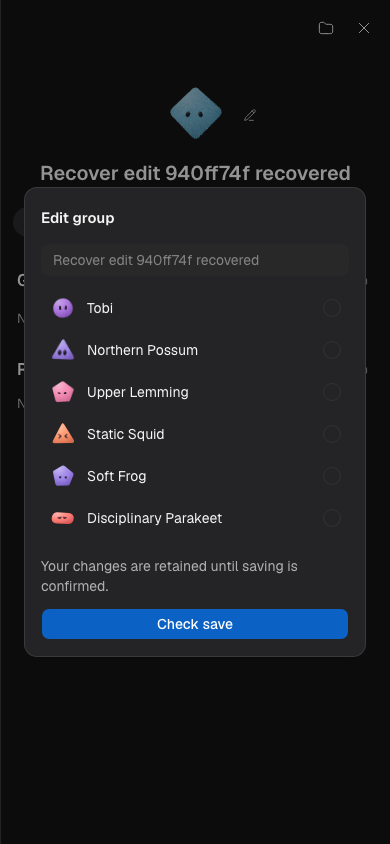 Recover edit 940ff74f recovered
Edit group
Recover edit 940ff74f recovered
Tobi
Northern Possum
Upper Lemming
Static Squid
Soft Frog
Disciplinary Parakeet
Your changes are retained until saving is
confirmed.
Check save